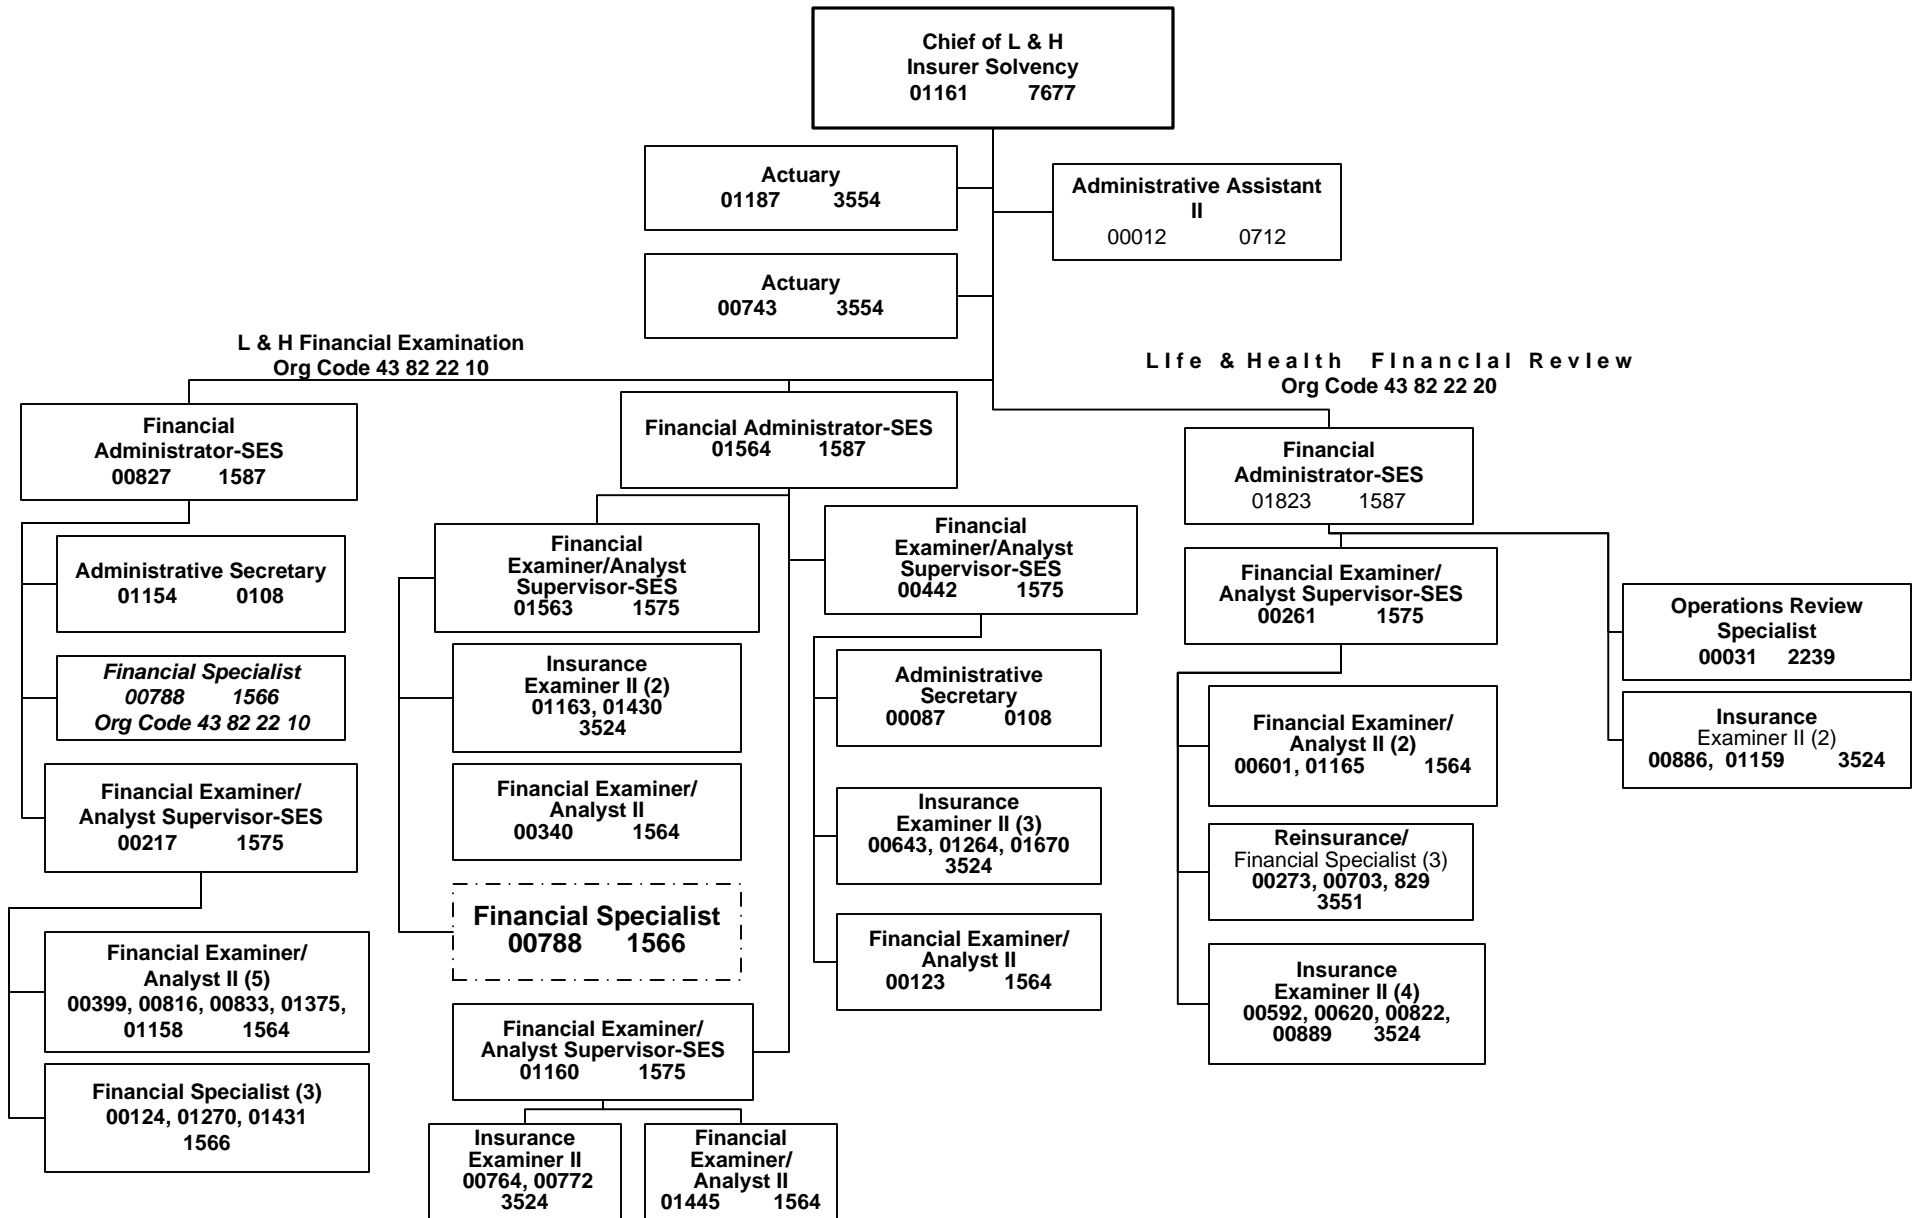 Chief of L & H
Insurer Solvency
01161 7677
Actuary
01187 3554
Administrative Assistant
II
00012 0712
Actuary
00743 3554
L & H Financial Examination
Org Code 43 82 22 10
LIfe & HealthI FInancIal RevIew
Org Code 43 82 22 20
Financial
Administrator-SES
00827 1587
Financial Administrator-SES
01564 1587
Financial
Administrator-SES
01823 1587
Administrative Secretary
01154 0108
Financial Specialist
00788 1566
Org Code 43 82 22 10
Financial Examiner/
Analyst Supervisor-SES
00217 1575
Financial Examiner/
Analyst II (5)
00399, 00816, 00833, 01375,
01158 1564
Financial Specialist (3)
00124, 01270, 01431
1566
Financial
Examiner/Analyst
Supervisor-SES
01563 1575
Insurance
Examiner II (2)
01163, 01430
3524
Financial Examiner/
Analyst II
00340 1564
Financial Specialist
00788 1566
Financial Examiner/
Analyst Supervisor-SES
01160 1575
Insurance
Examiner II
00764, 00772
3524
Financial
Examiner/
Analyst II
01445 1564
Financial
Examiner/Analyst
Supervisor-SES
00442 1575
Administrative
Secretary
00087 0108
Insurance
Examiner II (3)
00643, 01264, 01670
3524
Financial Examiner/
Analyst II
00123 1564
Financial Examiner/
Analyst Supervisor-SES
00261 1575
Financial Examiner/
Analyst II (2)
00601, 01165 1564
Reinsurance/
Financial Specialist (3)
00273, 00703, 829
3551
Insurance
Examiner II (4)
00592, 00620, 00822,
00889 3524
Operations Review
Specialist
00031 2239
Insurance
Examiner II (2)
00886, 01159 3524